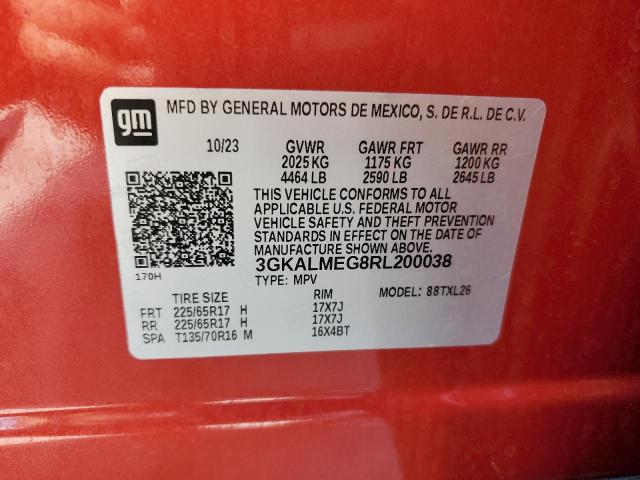 gm MFD BY GENERAL MOTORS DE MEXICO, S. DE R.L. DE C.V.
10/23 GVWR GAWR FRT GAWR RR
2025 KG 1175 KG 1200 KG
4464 LB 2590 LB 2645 LB
THIS VEHICLE CONFORMS TO ALL
APPLICABLE U.S. FEDERAL MOTOR
VEHICLE SAFETY AND THEFT PREVENTION
STANDARDS IN EFFECT ON THE DATE OF
MANUFACTURE SHOWN ABOVE.
3GKALMEG8RL200038
170H TYPE: MPV MODEL: 88TXL26
TIRE SIZE RIM
FRT 225/65R17 H 17X7J
RR 225/65R17 H 17X7J
SPA T135/70R16 M 16X4BT